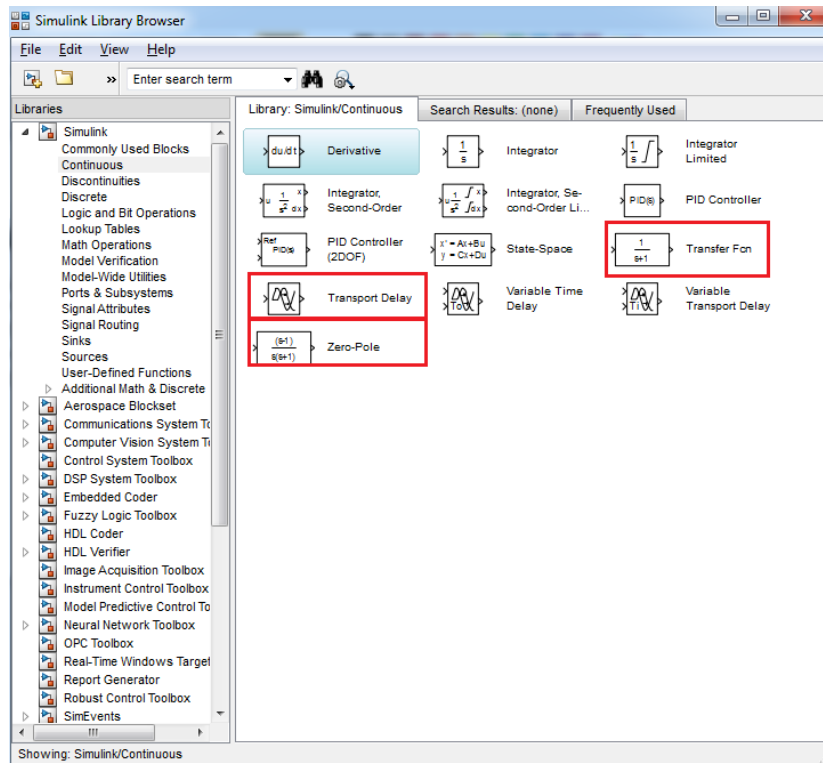 Simulink Library Browser
File Edit View Help
» Enter search term
Libraries
Library: Simulink/Continuous Search Results: (none) Frequently Used
Simulink
Commonly Used Blocks
Continuous
Discontinuities
Discrete
Logic and Bit Operations
Lookup Tables
Math Operations
Model Verification
Model-Wide Utilities
Ports & Subsystems
Signal Attributes
Signal Routing
Sinks
Sources
User-Defined Functions
Additional Math & Discrete
Aerospace Blockset
Communications System To
Computer Vision System T
Control System Toolbox
DSP System Toolbox
Embedded Coder
Fuzzy Logic Toolbox
HDL Coder
HDL Verifier
Image Acquisition Toolbox
Instrument Control Toolbox
Model Predictive Control To
Neural Network Toolbox
OPC Toolbox
Real-Time Windows Target
Report Generator
Robust Control Toolbox
SimEvents
du/dt Derivative
1
s
Integrator
1
s
∫
Integrator
Limited
u 1 x
s² dx
Integrator,
Second-Order
u 1 ∫ x
s² ∫dx
Integrator, Se-
cond-Order Li...
PID(s) PID Controller
Ref
PID(s)
PID Controller
(2DOF)
x' = Ax+Bu
y = Cx+Du
State-Space
1
s+1
Transfer Fcn
Transport Delay
To
Variable Time
Delay
Ti
Variable
Transport Delay
(s-1)
s(s+1)
Zero-Pole
Showing: Simulink/Continuous